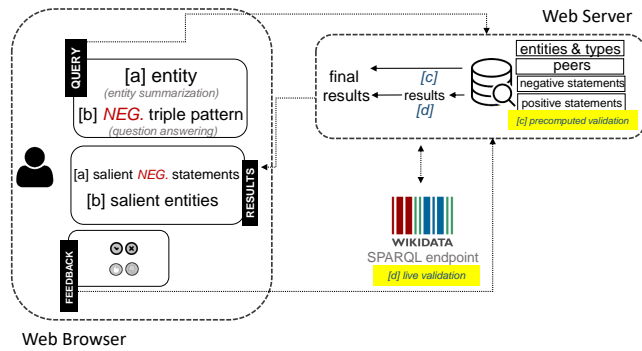 QUERY
[a] entity
(entity summarization)
[b] NEG. triple pattern
(question answering)
[a] salient NEG. statements
[b] salient entities
RESULTS
FEEDBACK
Web Browser
Web Server
final
results
[c]
results
[d]
entities & types
peers
negative statements
positive statements
[c] precomputed validation
WIKIDATA
SPARQL endpoint
[d] live validation